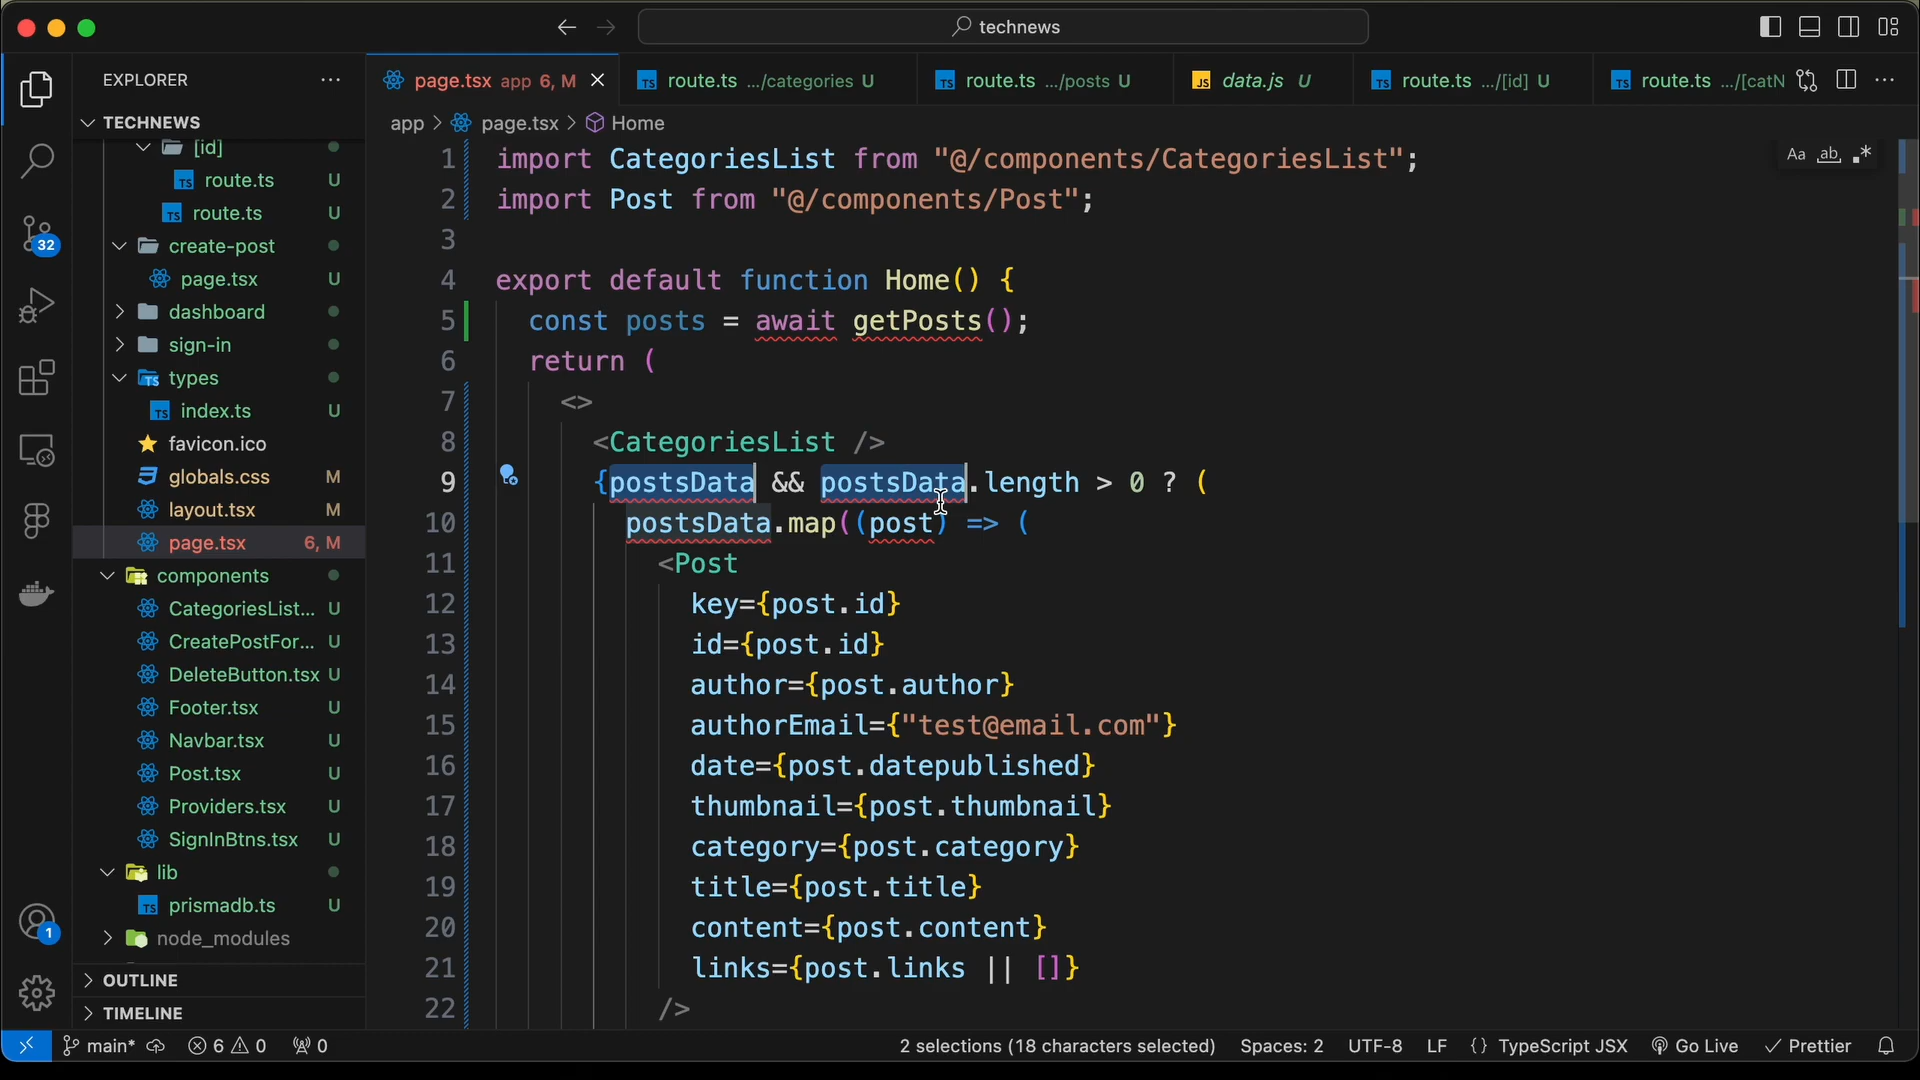 technews
EXPLORER
TECHNEWS
[id]
route.ts U
route.ts U
create-post
page.tsx U
dashboard
sign-in
types
index.ts U
favicon.ico
globals.css M
layout.tsx M
page.tsx 6, M
components
CategoriesList... U
CreatePostFor... U
DeleteButton.tsx U
Footer.tsx U
Navbar.tsx U
Post.tsx U
Providers.tsx U
SignInBtns.tsx U
lib
prismadb.ts U
node_modules
OUTLINE
TIMELINE
32
1
page.tsx app 6, M
route.ts .../categories U
route.ts .../posts U
data.js U
route.ts .../[id] U
route.ts .../[catN
app > page.tsx > Home
Aa ab .*
1 import CategoriesList from "@/components/CategoriesList";
2 import Post from "@/components/Post";
3
4 export default function Home() {
5 const posts = await getPosts();
6 return (
7 <>
8 <CategoriesList />
9 {postsData && postsData.length > 0 ? (
10 postsData.map((post) => (
11 <Post
12 key={post.id}
13 id={post.id}
14 author={post.author}
15 authorEmail={"test@email.com"}
16 date={post.datepublished}
17 thumbnail={post.thumbnail}
18 category={post.category}
19 title={post.title}
20 content={post.content}
21 links={post.links || []}
22 />
main* 6 0 0
2 selections (18 characters selected) Spaces: 2 UTF-8 LF {} TypeScript JSX Go Live Prettier